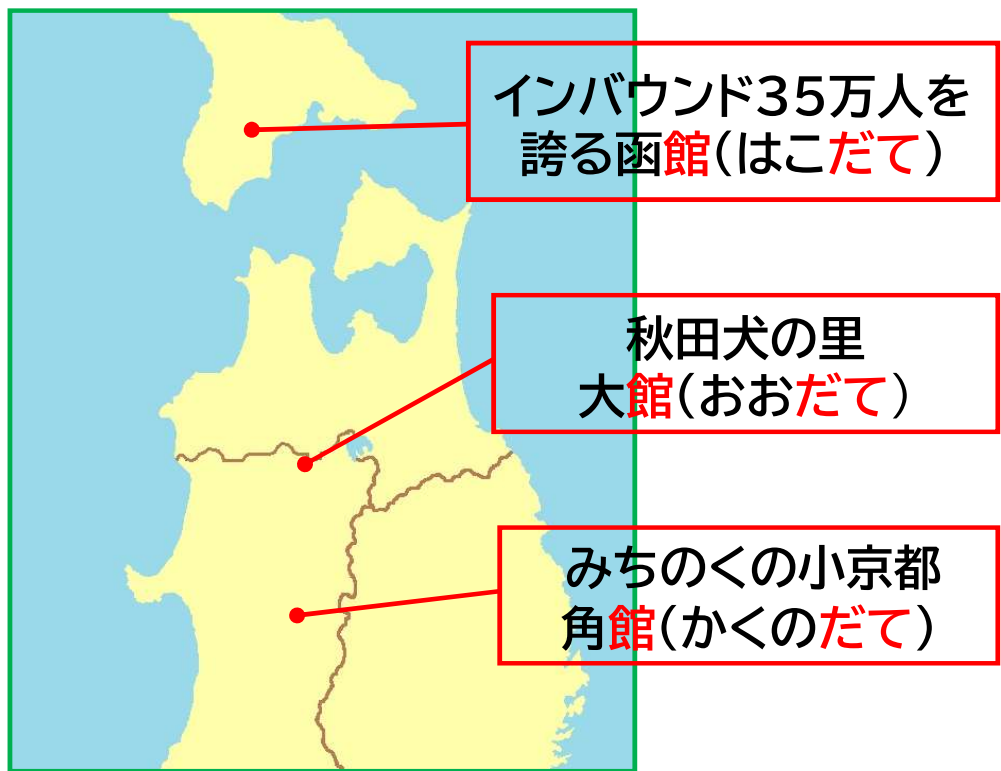 インバウンド35万人を
誇る函館(はこだて)
秋田犬の里
大館(おおだて)
みちのくの小京都
角館(かくのだて)